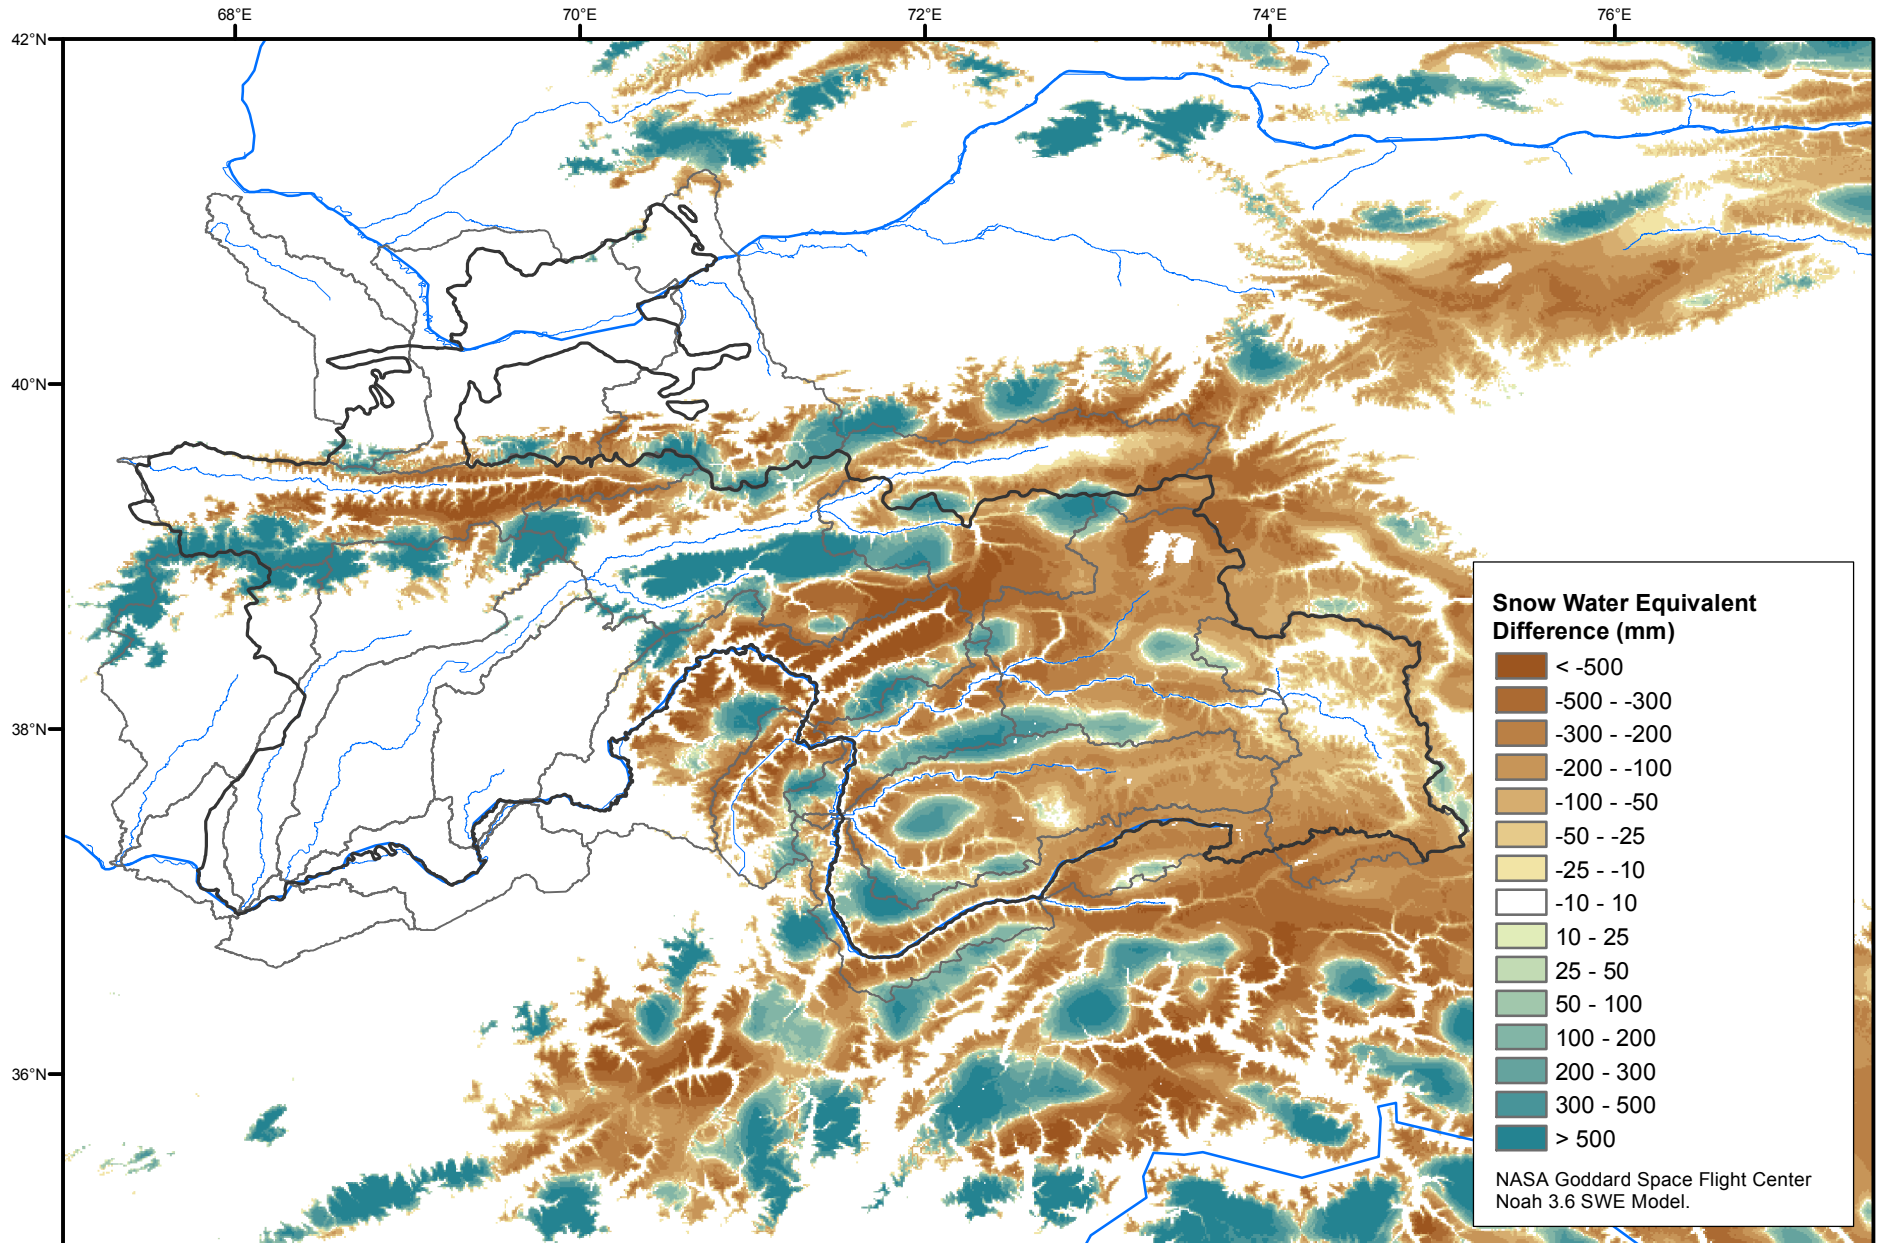 68°E
70°E
72°E
74°E
76°E
42°N
40°N
38°N
36°N
Snow Water Equivalent
Difference (mm)
< -500
-500 - -300
-300 - -200
-200 - -100
-100 - -50
-50 - -25
-25 - -10
-10 - 10
10 - 25
25 - 50
50 - 100
100 - 200
200 - 300
300 - 500
> 500
NASA Goddard Space Flight Center
Noah 3.6 SWE Model.